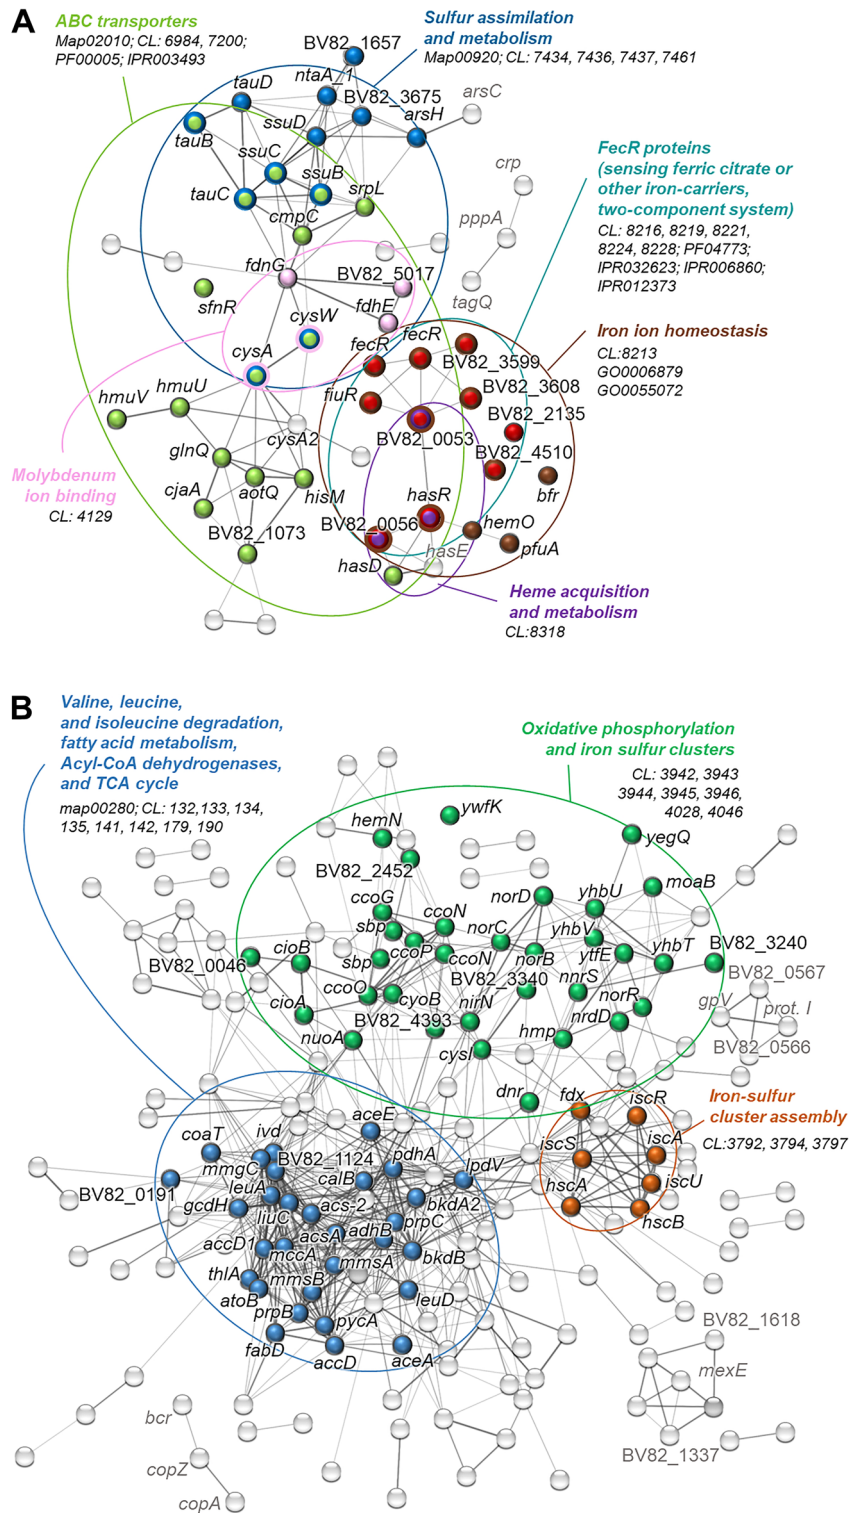 A
ABC transporters
Map02010; CL: 6984, 7200;
PF00005; IPR003493
Sulfur assimilation
and metabolism
Map00920; CL: 7434, 7436, 7437, 7461
BV82_1657
tauD
ntaA_1
BV82_3675
arsC
ssuD
arsH
tauB
ssuC
FecR proteins
(sensing ferric citrate or
other iron-carriers,
two-component system)
CL: 8216, 8219, 8221,
8224, 8228; PF04773;
IPR032623; IPR006860;
IPR012373
crp
ssuB
tauC
srpL
cmpC
pppA
fdnG
BV82_5017
tagQ
sfnR
fdhE
cysW
Iron ion homeostasis
CL:8213
GO0006879
GO0055072
fecR
fecR
cysA
BV82_3599
hmuV
hmuU
fiuR
BV82_3608
BV82_2135
cysA2
BV82_0053
glnQ
BV82_4510
Molybdenum
ion binding
CL: 4129
cjaA
aotQ
hisM
bfr
hasR
BV82_1073
BV82_0056
hemO
hasE
pfuA
hasD
Heme acquisition
and metabolism
CL:8318
B
Valine, leucine,
and isoleucine degradation,
fatty acid metabolism,
Acyl-CoA dehydrogenases,
and TCA cycle
map00280; CL: 132,133, 134,
135, 141, 142, 179, 190
Oxidative phosphorylation
and iron sulfur clusters
CL: 3942, 3943
3944, 3945, 3946,
4028, 4046
ywfK
hemN
yegQ
BV82_2452
moaB
norD
yhbU
ccoG
ccoN
sbp
norC
yhbV
BV82_3240
cioB
ccoP
norB
ytfE
yhbT
BV82_0046
sbp
ccoN
BV82_0567
BV82_3340
nnrS
ccoO
cyoB
norR
gpV
prot. I
cioA
nirN
BV82_4393
nrdD
nuoA
hmp
BV82_0566
cysI
dnr
fdx
iscR
Iron-sulfur
cluster assembly
CL:3792, 3794, 3797
aceE
coaT
ivd
iscS
iscA
mmgC
BV82_1124
pdhA
lpdV
BV82_0191
calB
hscA
iscU
leuA
gcdH
acs-2
bkdA2
liuC
prpC
hscB
accD1
acsA
adhB
mccA
bkdB
thlA
mmsA
mmsB
atoB
leuD
prpB
pycA
BV82_1618
fabD
accD
aceA
mexE
bcr
BV82_1337
copZ
copA